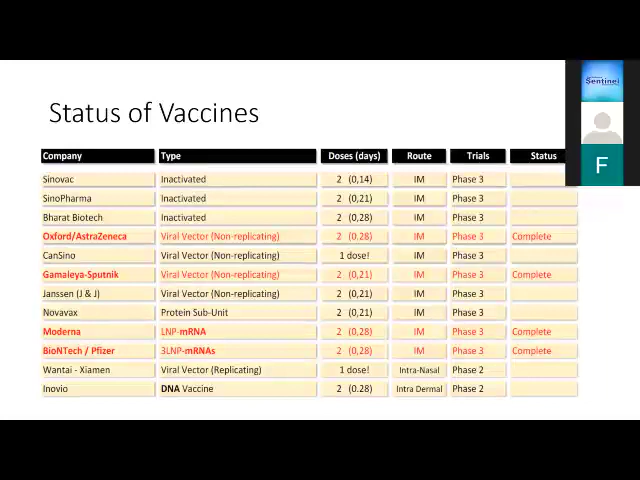 Sentinel
Status of Vaccines
F
Company Type Doses (days) Route Trials Status
Sinovac Inactivated 2 (0,14) IM Phase 3
SinoPharma Inactivated 2 (0,21) IM Phase 3
Bharat Biotech Inactivated 2 (0,28) IM Phase 3
Oxford/AstraZeneca Viral Vector (Non-replicating) 2 (0.28) IM Phase 3 Complete
CanSino Viral Vector (Non-replicating) 1 dose! IM Phase 3
Gamaleya-Sputnik Viral Vector (Non-replicating) 2 (0,21) IM Phase 3 Complete
Janssen (J & J) Viral Vector (Non-replicating) 2 (0,21) IM Phase 3
Novavax Protein Sub-Unit 2 (0,21) IM Phase 3
Moderna LNP-mRNA 2 (0,28) IM Phase 3 Complete
BioNTech / Pfizer 3LNP-mRNAs 2 (0,28) IM Phase 3 Complete
Wantai - Xiamen Viral Vector (Replicating) 1 dose! Intra-Nasal Phase 2
Inovio DNA Vaccine 2 (0.28) Intra Dermal Phase 2